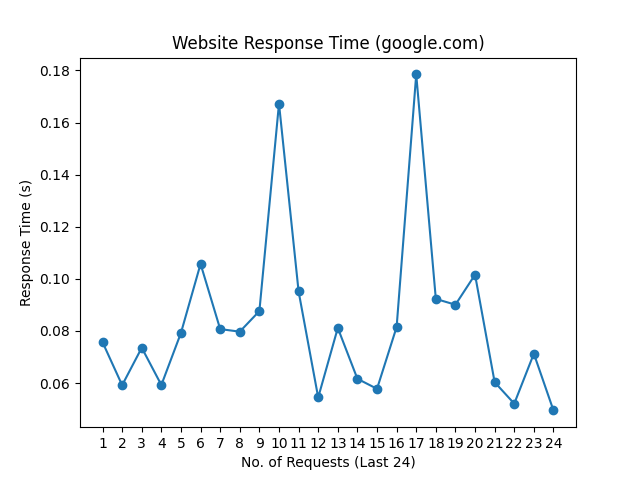 Website Response Time (google.com)
0.18
0.16
0.14
0.12
0.10
0.08
0.06
Response Time (s)
1 2 3 4 5 6 7 8 9 10 11 12 13 14 15 16 17 18 19 20 21 22 23 24
No. of Requests (Last 24)